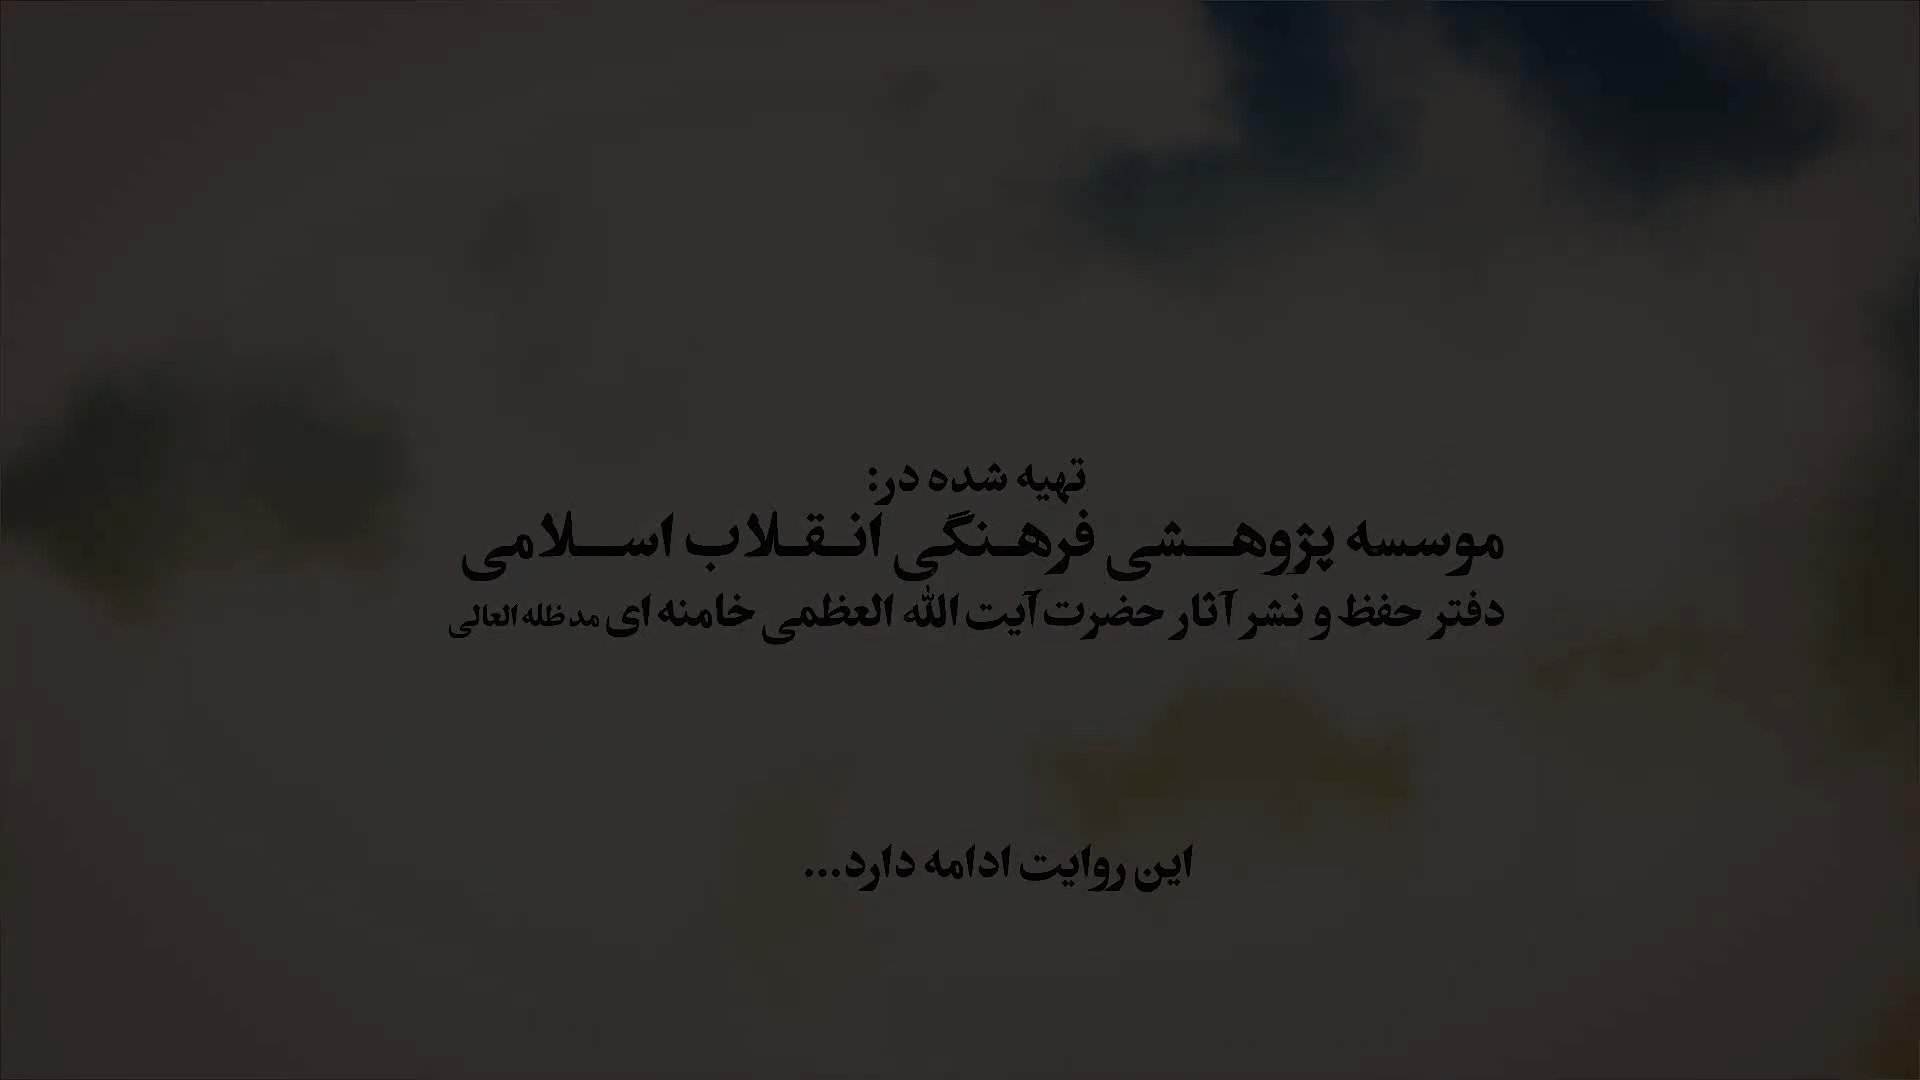 تهیه شده در:
موسسه پژوهشی فرهنگی انقلاب اسلامی
دفتر حفظ و نشر آثار حضرت آیت الله العظمی خامنه ای مدظله العالی
این روایت ادامه دارد...